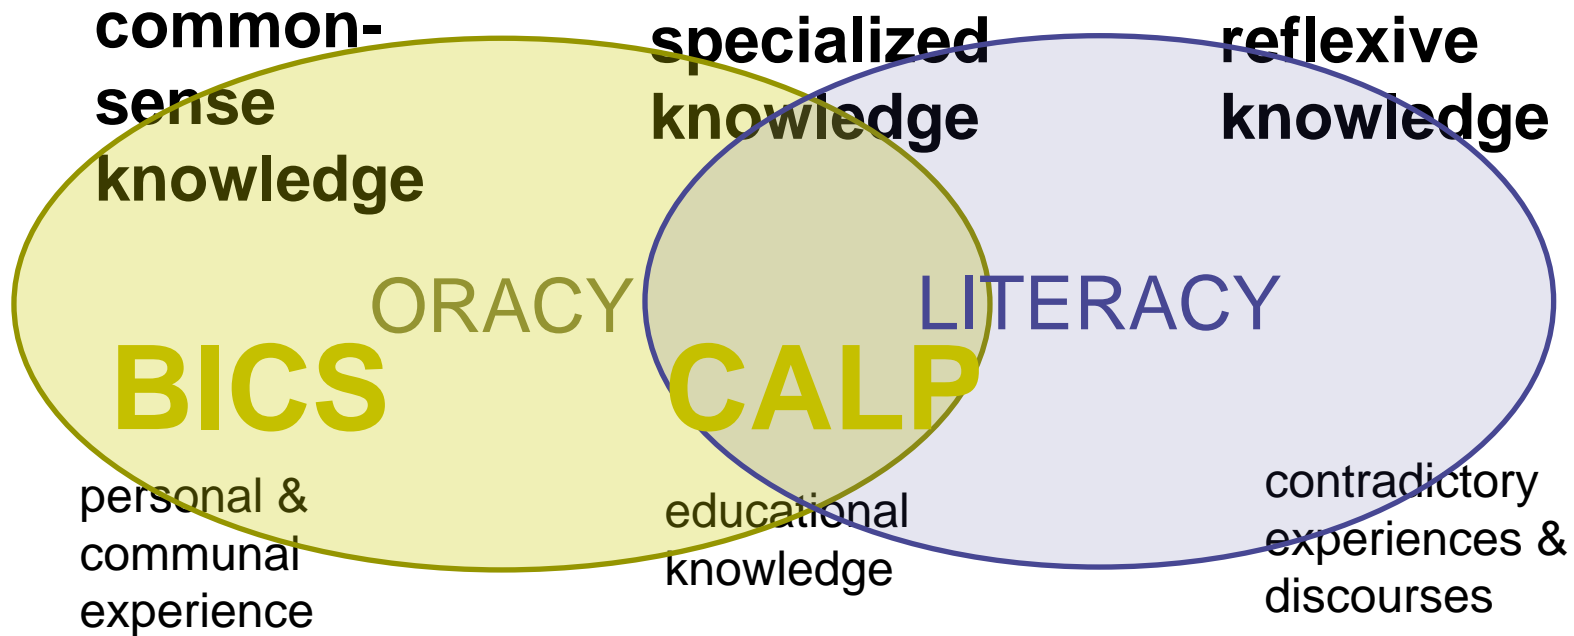 common-
sense
knowledge
specialized
knowledge
reflexive
knowledge
ORACY
LITERACY
BICS
CALP
personal &
communal
experience
educational
knowledge
contradictory
experiences &
discourses